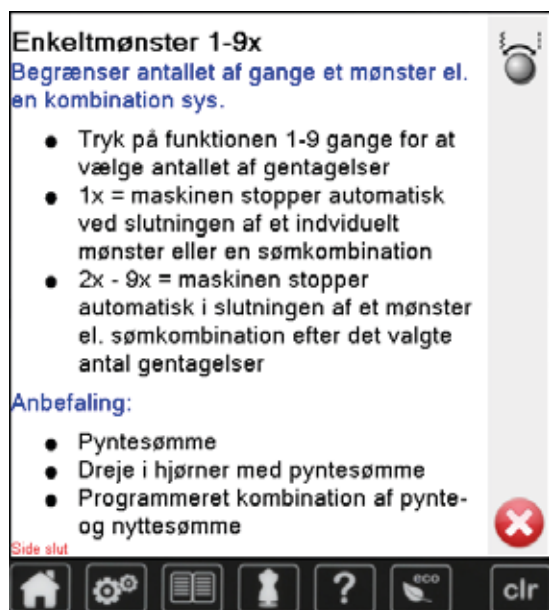 Enkeltmønster 1-9x
Begrænser antallet af gange et mønster el.
en kombination sys.
● Tryk på funktionen 1-9 gange for at
vælge antallet af gentagelser
● 1x = maskinen stopper automatisk
ved slutningen af et indviduelt
mønster eller en sømkombination
● 2x - 9x = maskinen stopper
automatisk i slutningen af et mønster
el. sømkombination efter det valgte
antal gentagelser
Anbefaling:
● Pyntesømme
● Dreje i hjørner med pyntesømme
● Programmeret kombination af pynte-
og nyttesømme
Side slut
? eco clr